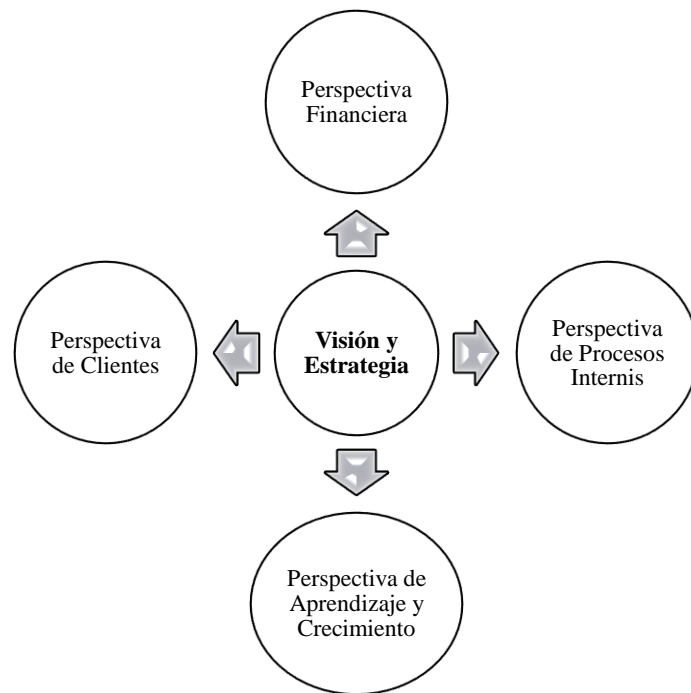 Perspectiva
Financiera
Perspectiva
de Clientes
Visión y
Estrategia
Perspectiva
de Procesos
Internis
Perspectiva de
Aprendizaje y
Crecimiento